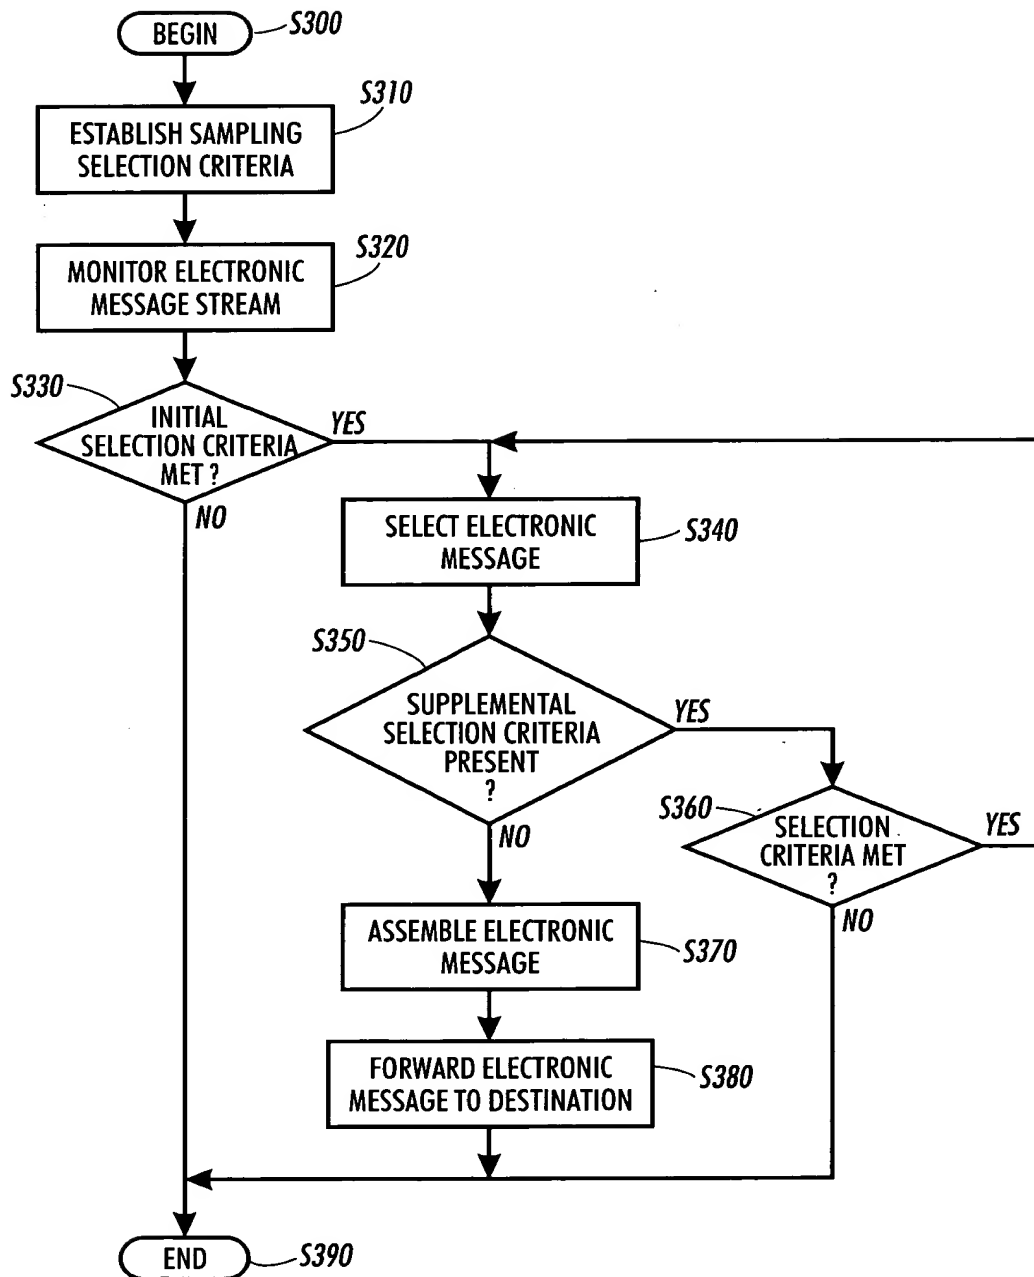 BEGIN
S300
S310
ESTABLISH SAMPLING
SELECTION CRITERIA
S320
MONITOR ELECTRONIC
MESSAGE STREAM
S330
INITIAL
SELECTION CRITERIA
MET ?
YES
NO
SELECT ELECTRONIC
MESSAGE
S340
S350
SUPPLEMENTAL
SELECTION CRITERIA
PRESENT
?
YES
NO
S360
SELECTION
CRITERIA MET
?
YES
NO
ASSEMBLE ELECTRONIC
MESSAGE
S370
FORWARD ELECTRONIC
MESSAGE TO DESTINATION
S380
END
S390